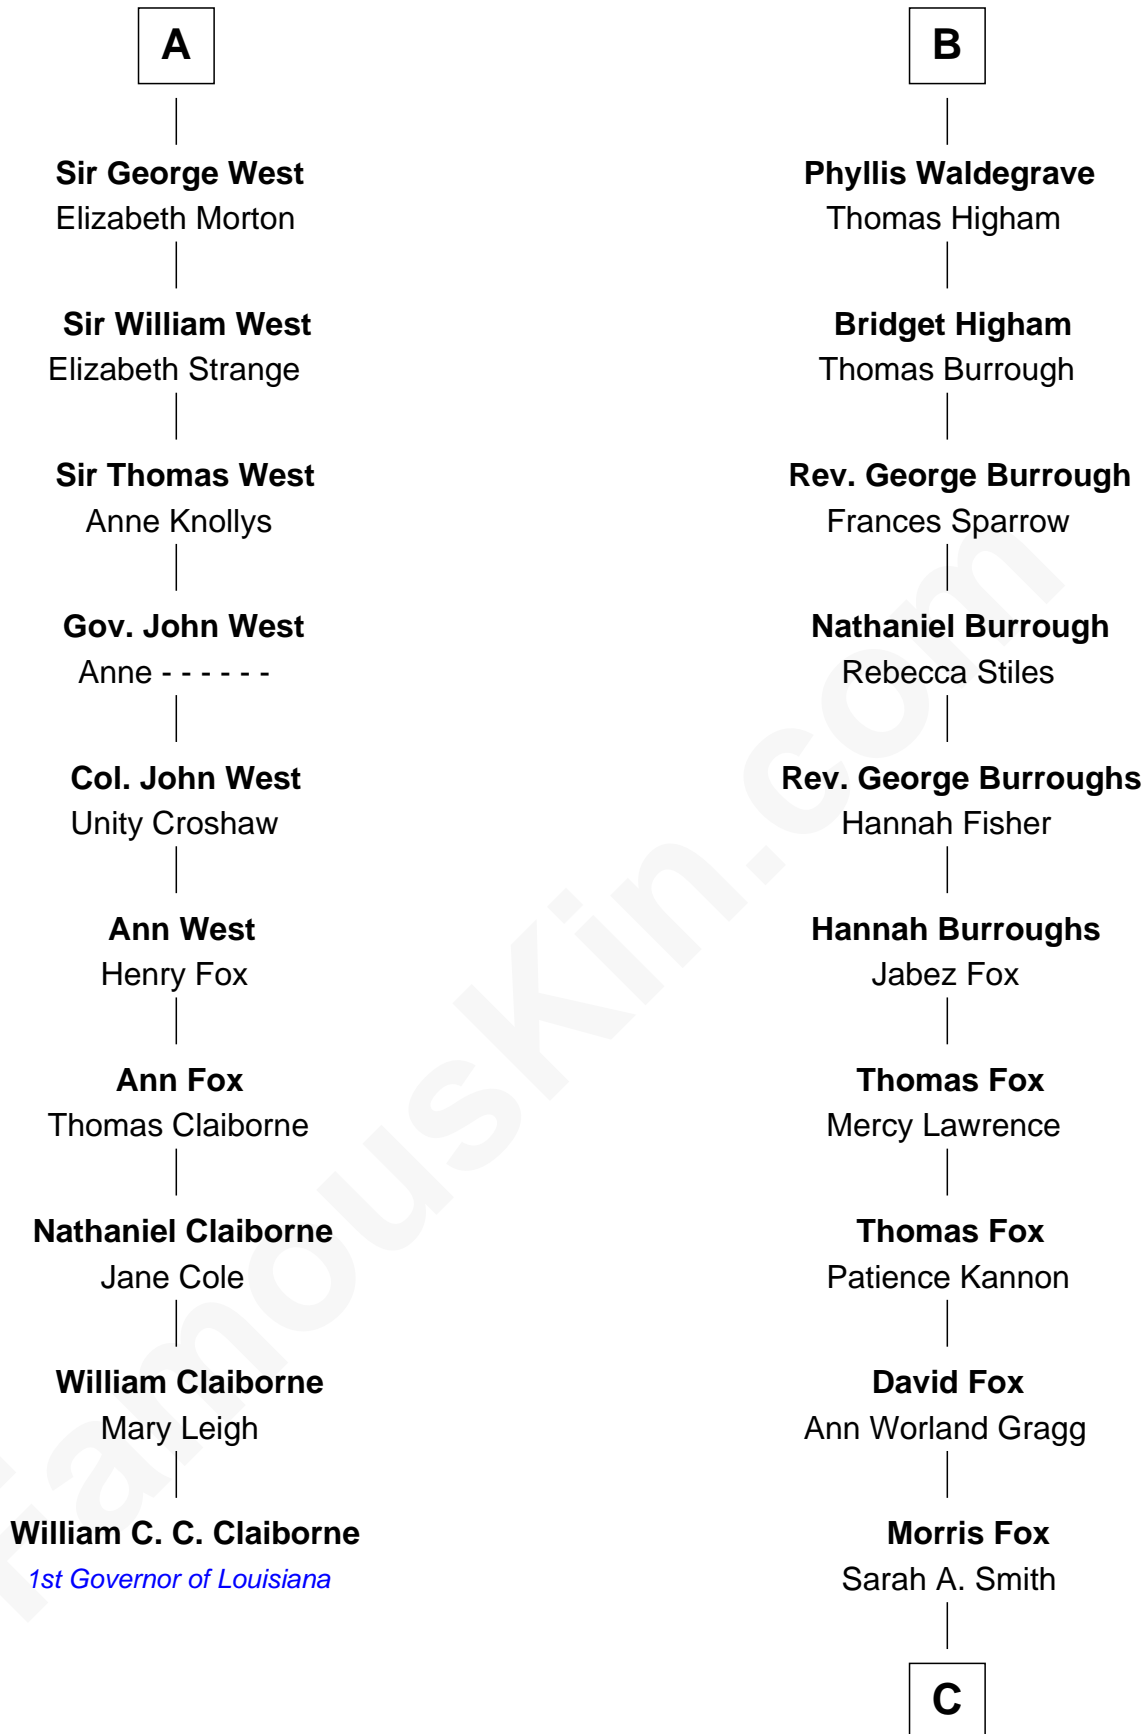 A
Sir George West
Elizabeth Morton
Sir William West
Elizabeth Strange
Sir Thomas West
Anne Knollys
Gov. John West
Anne - - - - - -
Col. John West
Unity Croshaw
Ann West
Henry Fox
Ann Fox
Thomas Claiborne
Nathaniel Claiborne
Jane Cole
William Claiborne
Mary Leigh
William C. C. Claiborne
1st Governor of Louisiana
B
Phyllis Waldegrave
Thomas Higham
Bridget Higham
Thomas Burrough
Rev. George Burrough
Frances Sparrow
Nathaniel Burrough
Rebecca Stiles
Rev. George Burroughs
Hannah Fisher
Hannah Burroughs
Jabez Fox
Thomas Fox
Mercy Lawrence
Thomas Fox
Patience Kannon
David Fox
Ann Worland Gragg
Morris Fox
Sarah A. Smith
C
FamousKin.com